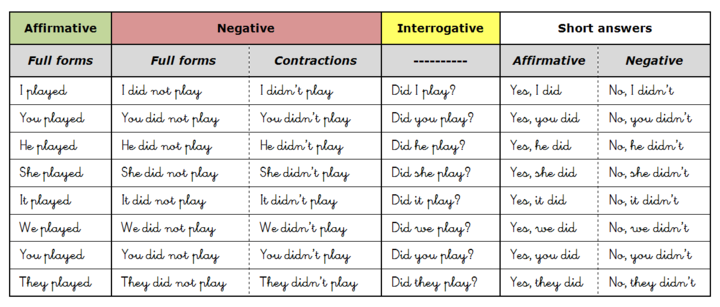 Affirmative Negative Interrogative Short answers
Full forms Full forms Contractions ---------- Affirmative Negative
I played I did not play I didn't play Did I play? Yes, I did No, I didn't
You played You did not play You didn't play Did you play? Yes, you did No, you didn't
He played He did not play He didn't play Did he play? Yes, he did No, he didn't
She played She did not play She didn't play Did she play? Yes, she did No, she didn't
It played It did not play It didn't play Did it play? Yes, it did No, it didn't
We played We did not play We didn't play Did we play? Yes, we did No, we didn't
You played You did not play You didn't play Did you play? Yes, you did No, you didn't
They played They did not play They didn't play Did they play? Yes, they did No, they didn't